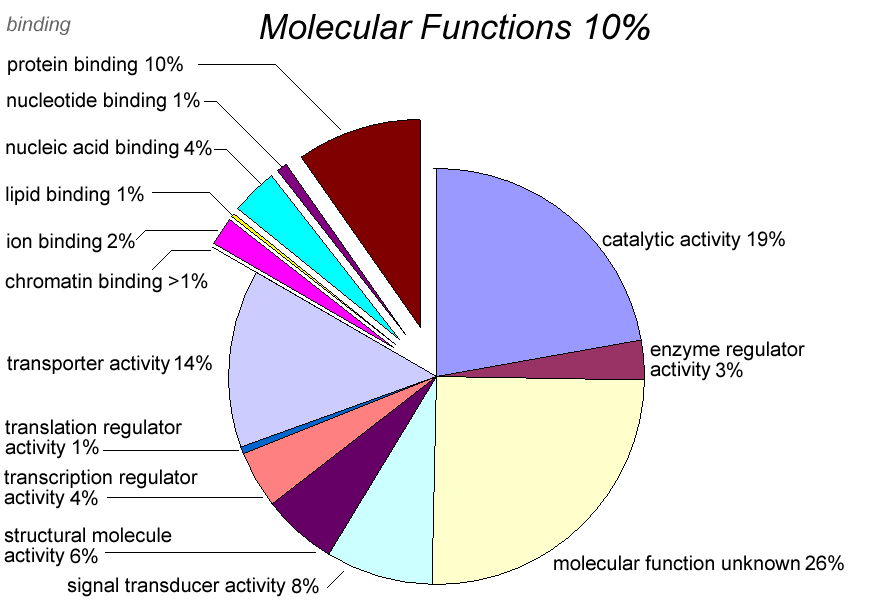 binding
Molecular Functions 10%
protein binding 10%
nucleotide binding 1%
nucleic acid binding 4%
lipid binding 1%
ion binding 2%
chromatin binding >1%
catalytic activity 19%
enzyme regulator
activity 3%
transporter activity 14%
translation regulator
activity 1%
transcription regulator
activity 4%
structural molecule
activity 6%
signal transducer activity 8%
molecular function unknown 26%